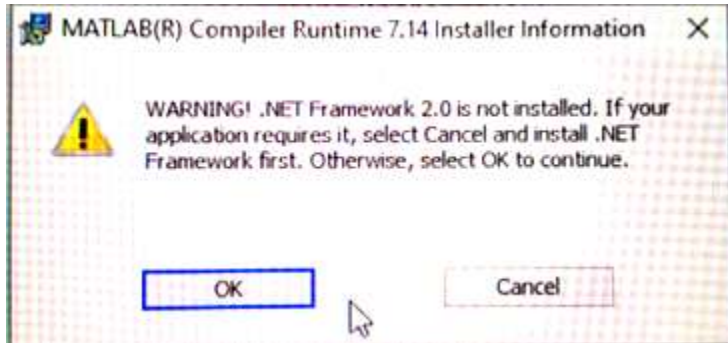 MATLAB(R) Compiler Runtime 7.14 Installer Information
WARNING! .NET Framework 2.0 is not installed. If your
application requires it, select Cancel and install .NET
Framework first. Otherwise, select OK to continue.
OK
Cancel